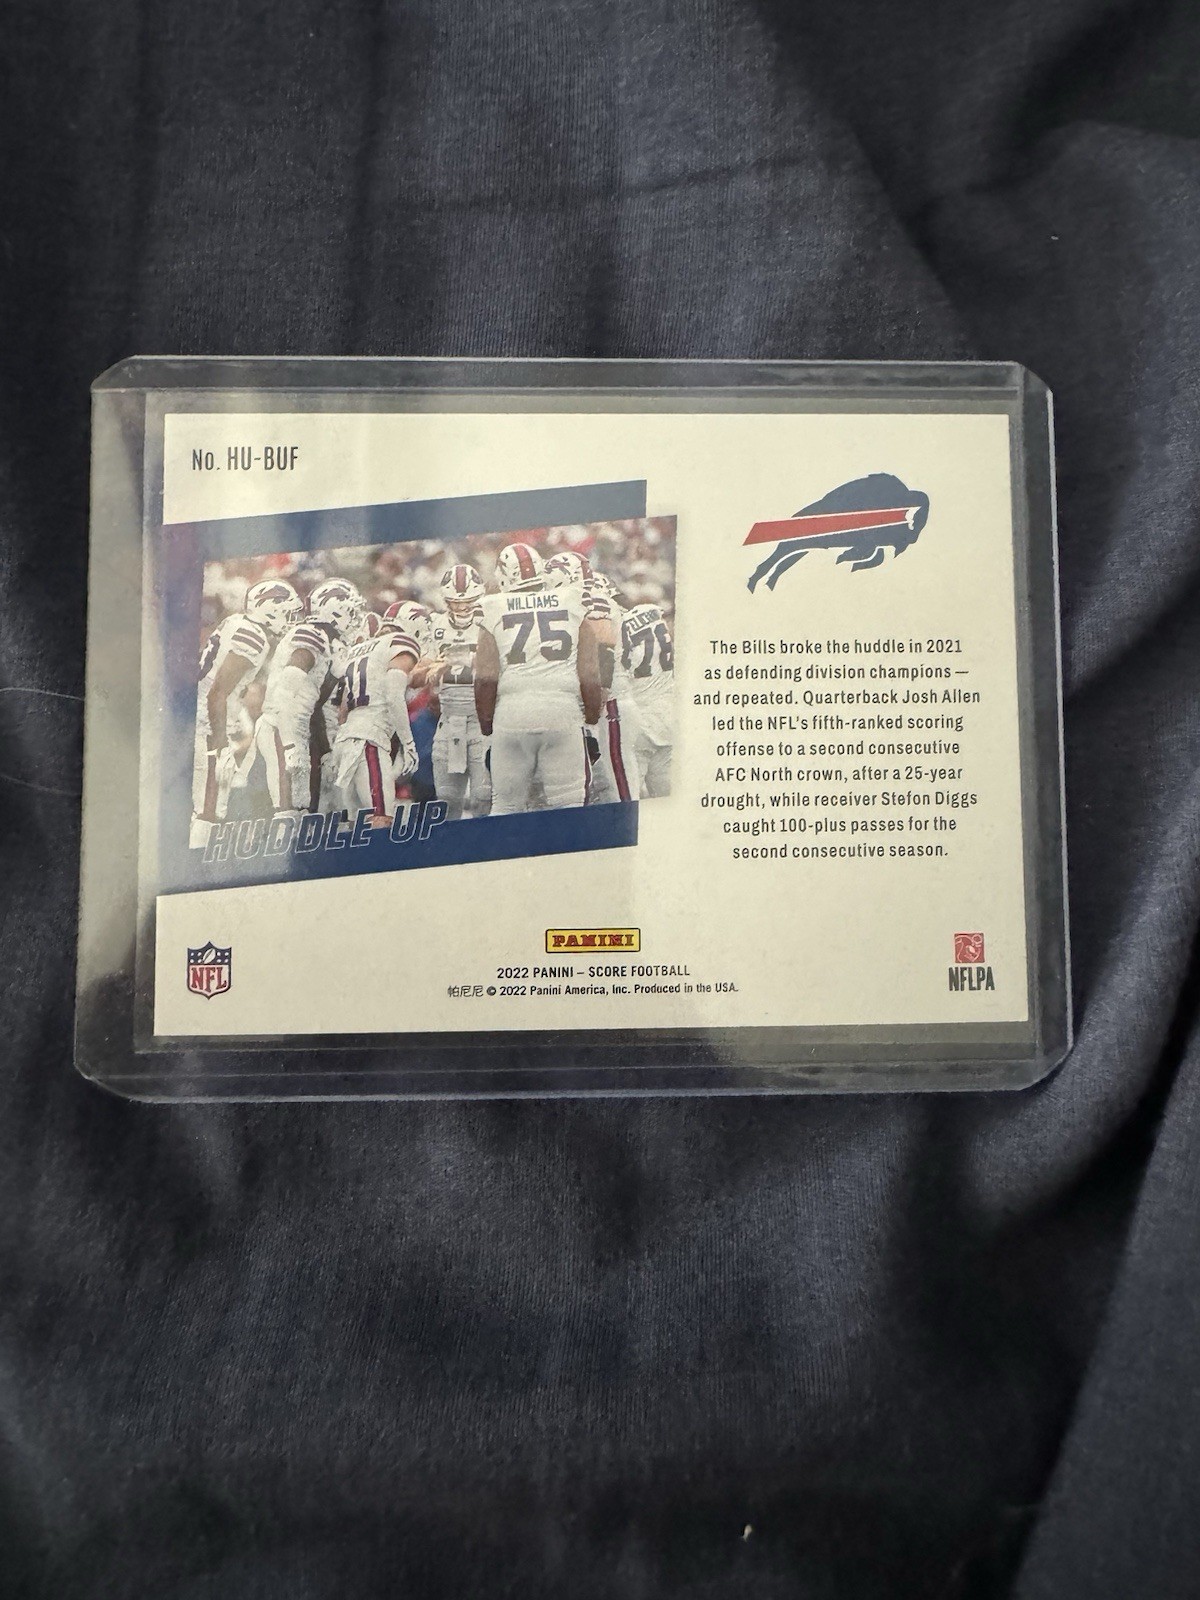 No. HU-BUF
WILLIAMS
75
11
76
HUDDLE UP
The Bills broke the huddle in 2021
as defending division champions —
and repeated. Quarterback Josh Allen
led the NFL's fifth-ranked scoring
offense to a second consecutive
AFC North crown, after a 25-year
drought, while receiver Stefon Diggs
caught 100-plus passes for the
second consecutive season.
NFL
PANINI
2022 PANINI – SCORE FOOTBALL
帕尼尼 © 2022 Panini America, Inc. Produced in the USA.
NFLPA